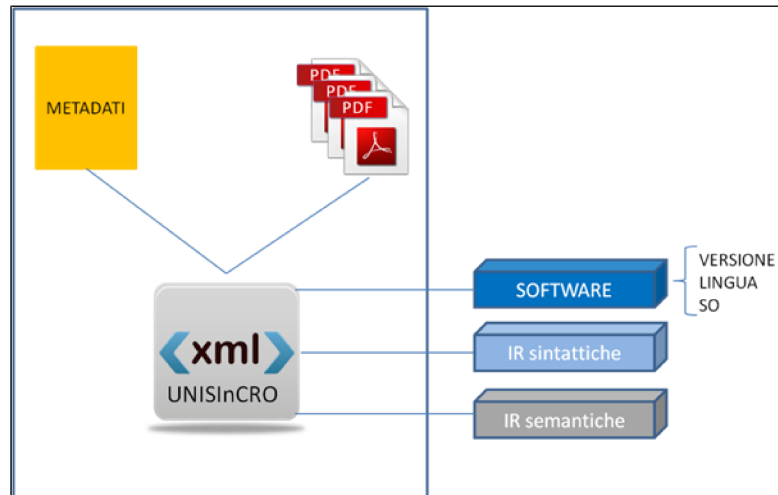 METADATI
PDF
PDF
PDF
<xml>
UNISInCRO
SOFTWARE
VERSIONE
LINGUA
SO
IR sintattiche
IR semantiche